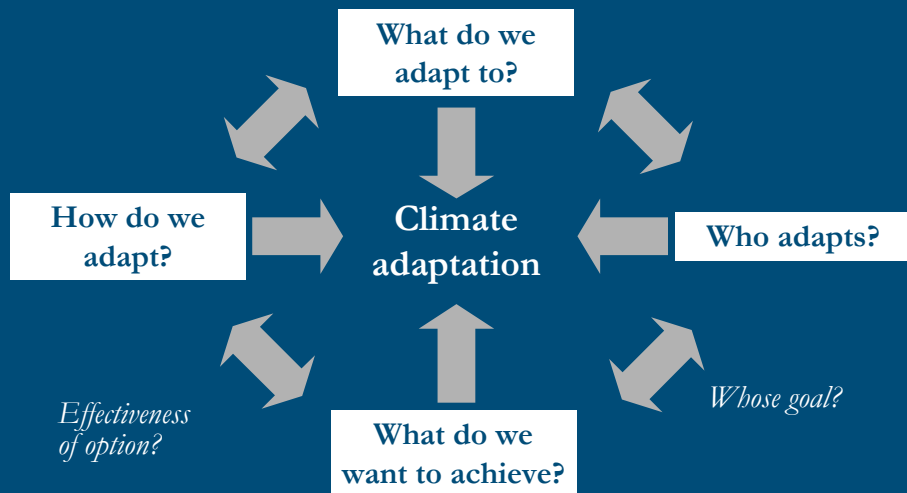 What do we
adapt to?
How do we
adapt?
Climate
adaptation
Who adapts?
Effectiveness
of option?
Whose goal?
What do we
want to achieve?